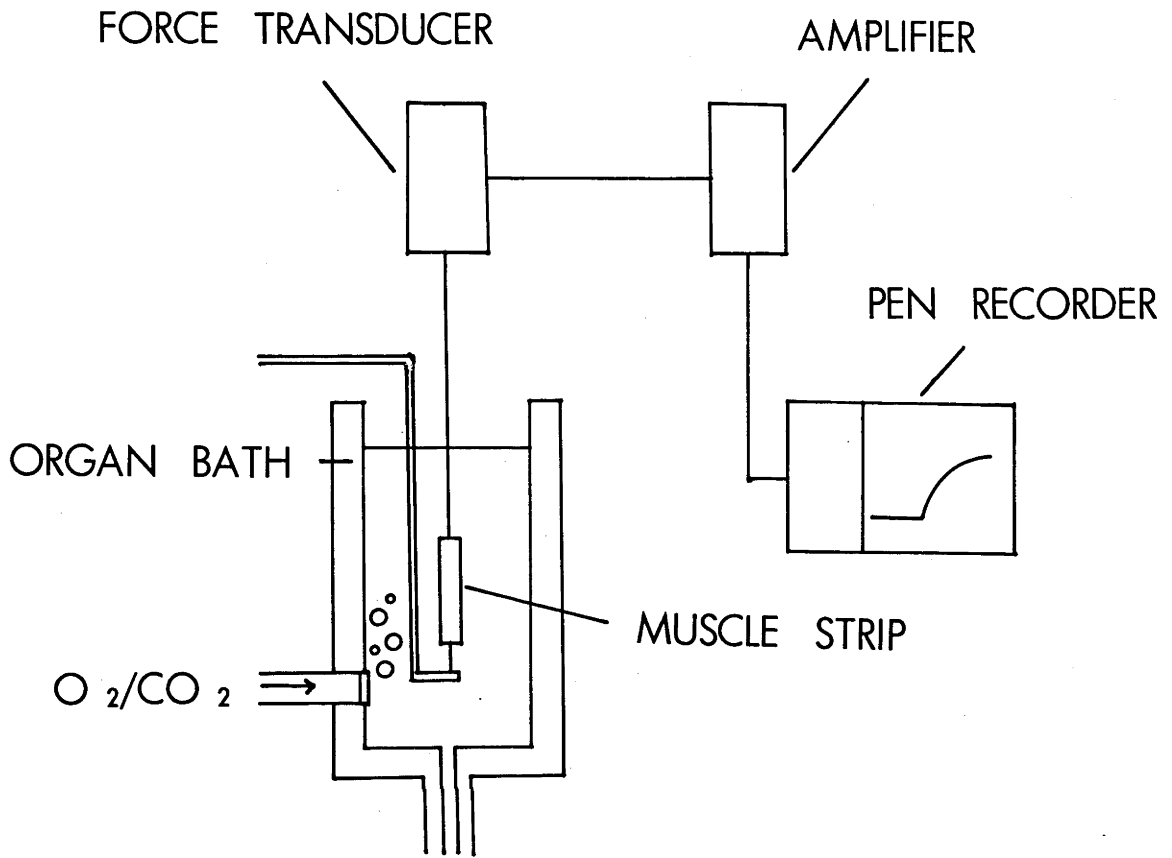 FORCE TRANSDUCER
AMPLIFIER
PEN RECORDER
ORGAN BATH
MUSCLE STRIP
O 2/CO 2